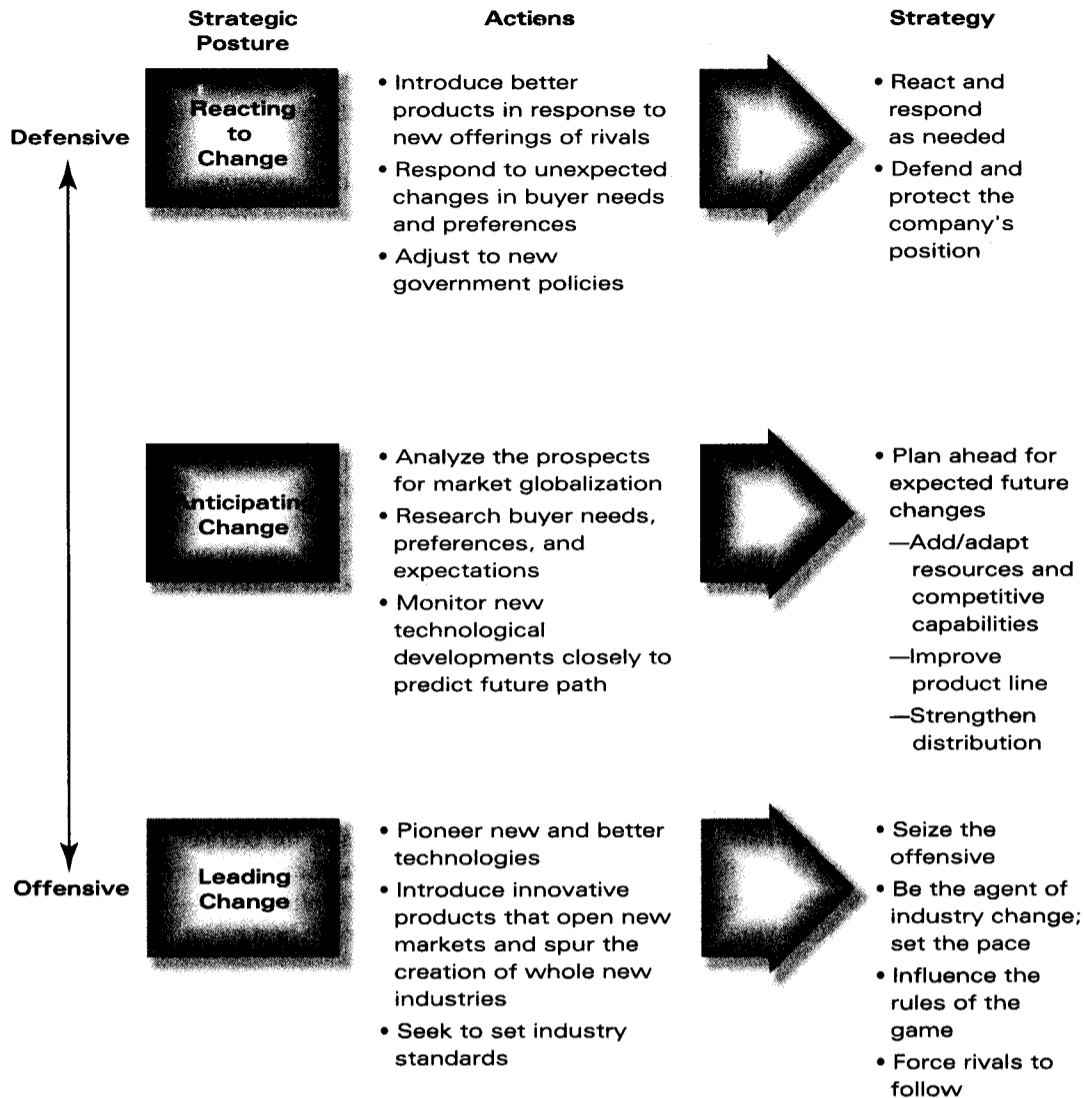 Strategic
Posture
Actions
Strategy
Defensive
Reacting
to
Change
• Introduce better
products in response to
new offerings of rivals
• Respond to unexpected
changes in buyer needs
and preferences
• Adjust to new
government policies
• React and
respond
as needed
• Defend and
protect the
company's
position
Anticipating
Change
• Analyze the prospects
for market globalization
• Research buyer needs,
preferences, and
expectations
• Monitor new
technological
developments closely to
predict future path
• Plan ahead for
expected future
changes
—Add/adapt
resources and
competitive
capabilities
—Improve
product line
—Strengthen
distribution
Offensive
Leading
Change
• Pioneer new and better
technologies
• Introduce innovative
products that open new
markets and spur the
creation of whole new
industries
• Seek to set industry
standards
• Seize the
offensive
• Be the agent of
industry change;
set the pace
• Influence the
rules of the
game
• Force rivals to
follow